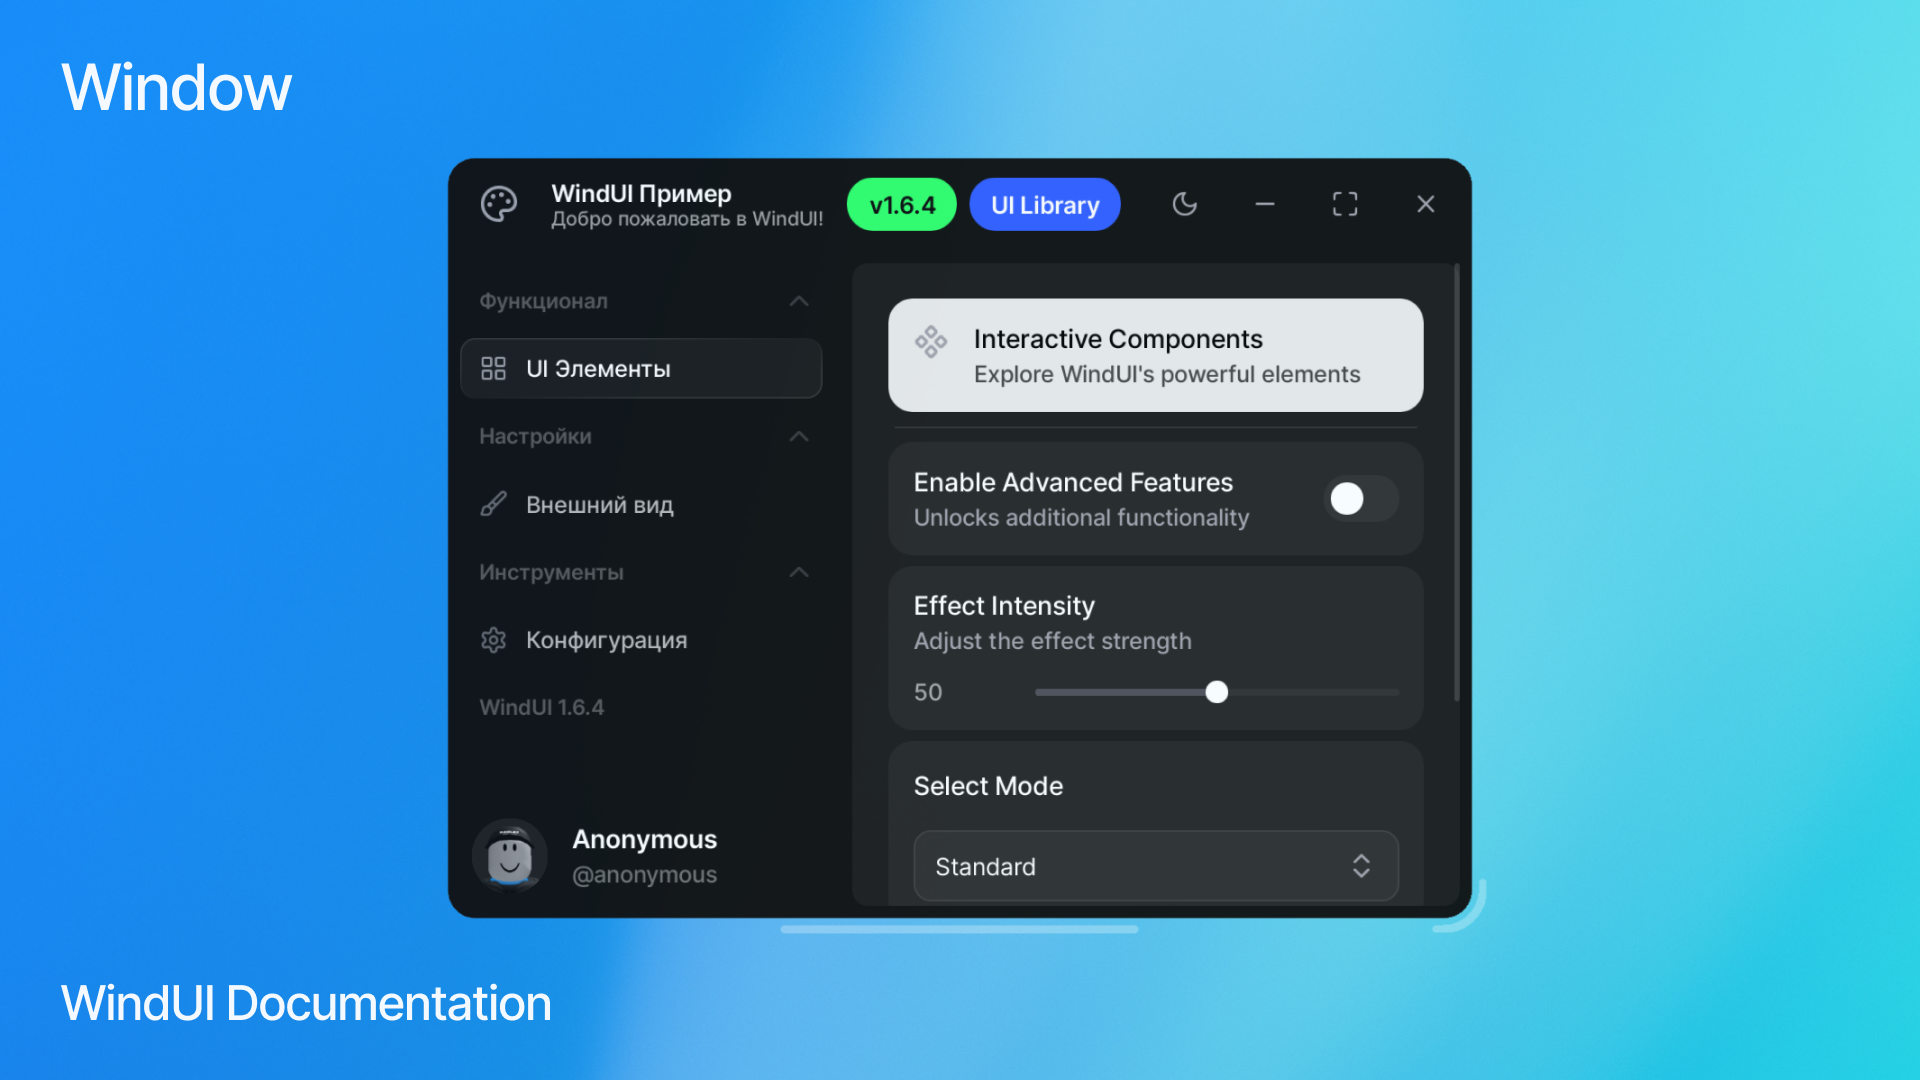 Window
WindUI Пример
Добро пожаловать в WindUI!
v1.6.4
UI Library
Функционал
UI Элементы
Настройки
Внешний вид
Инструменты
Конфигурация
WindUI 1.6.4
Anonymous
@anonymous
Interactive Components
Explore WindUI's powerful elements
Enable Advanced Features
Unlocks additional functionality
Effect Intensity
Adjust the effect strength
50
Select Mode
Standard
WindUI Documentation